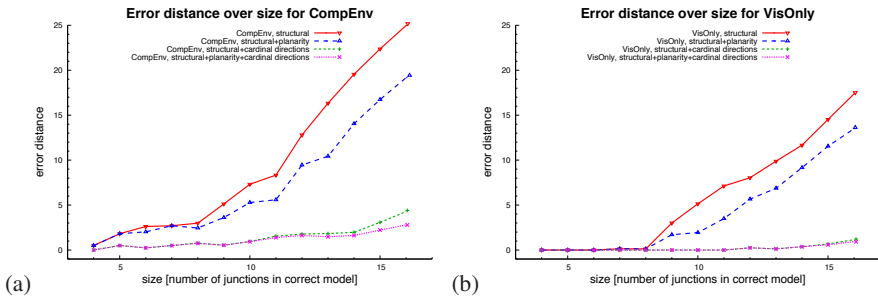 Error distance over size for CompEnv
CompEnv, structural
CompEnv, structural+planarity
CompEnv, structural+cardinal directions
CompEnv, structural+planarity+cardinal directions
error distance
25
20
15
10
5
0
5
10
15
size [number of junctions in correct model]
(a)
Error distance over size for VisOnly
VisOnly, structural
VisOnly, structural+planarity
VisOnly, structural+cardinal directions
VisOnly, structural+planarity+cardinal directions
error distance
25
20
15
10
5
0
5
10
15
size [number of junctions in correct model]
(b)